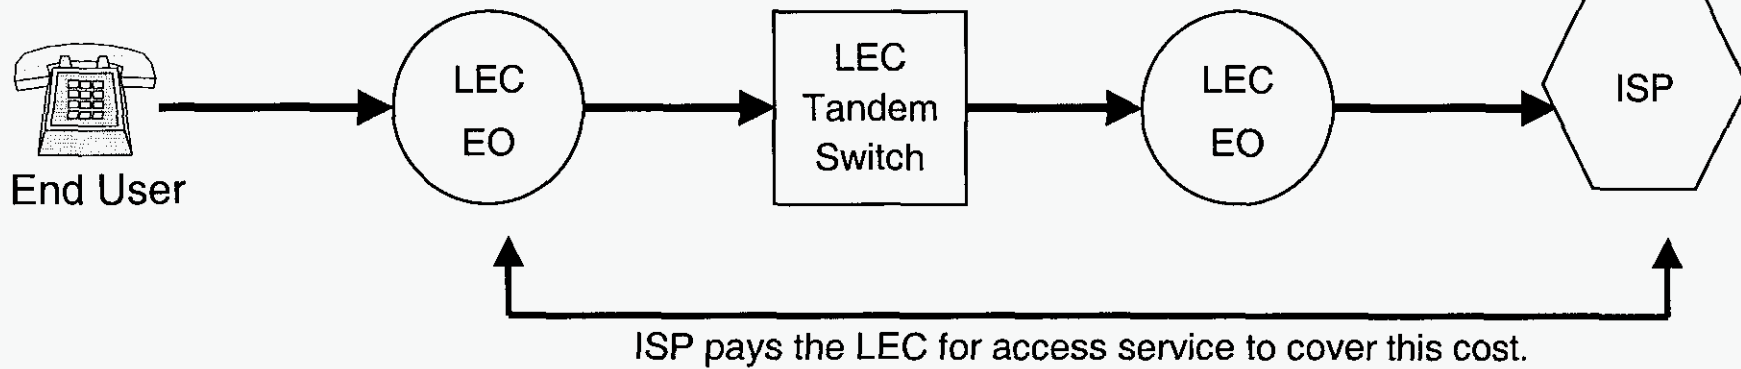 LEC
EO
LEC
Tandem
Switch
LEC
EO
ISP
End User
ISP pays the LEC for access service to cover this cost.